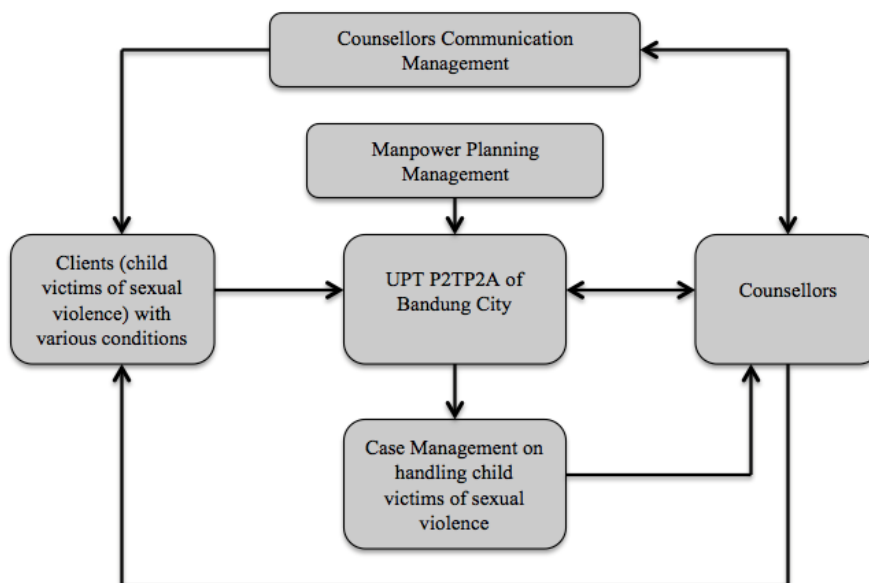 Counsellors Communication
Management
Manpower Planning
Management
Clients (child
victims of sexual
violence) with
various conditions
UPT P2TP2A of
Bandung City
Counsellors
Case Management on
handling child
victims of sexual
violence